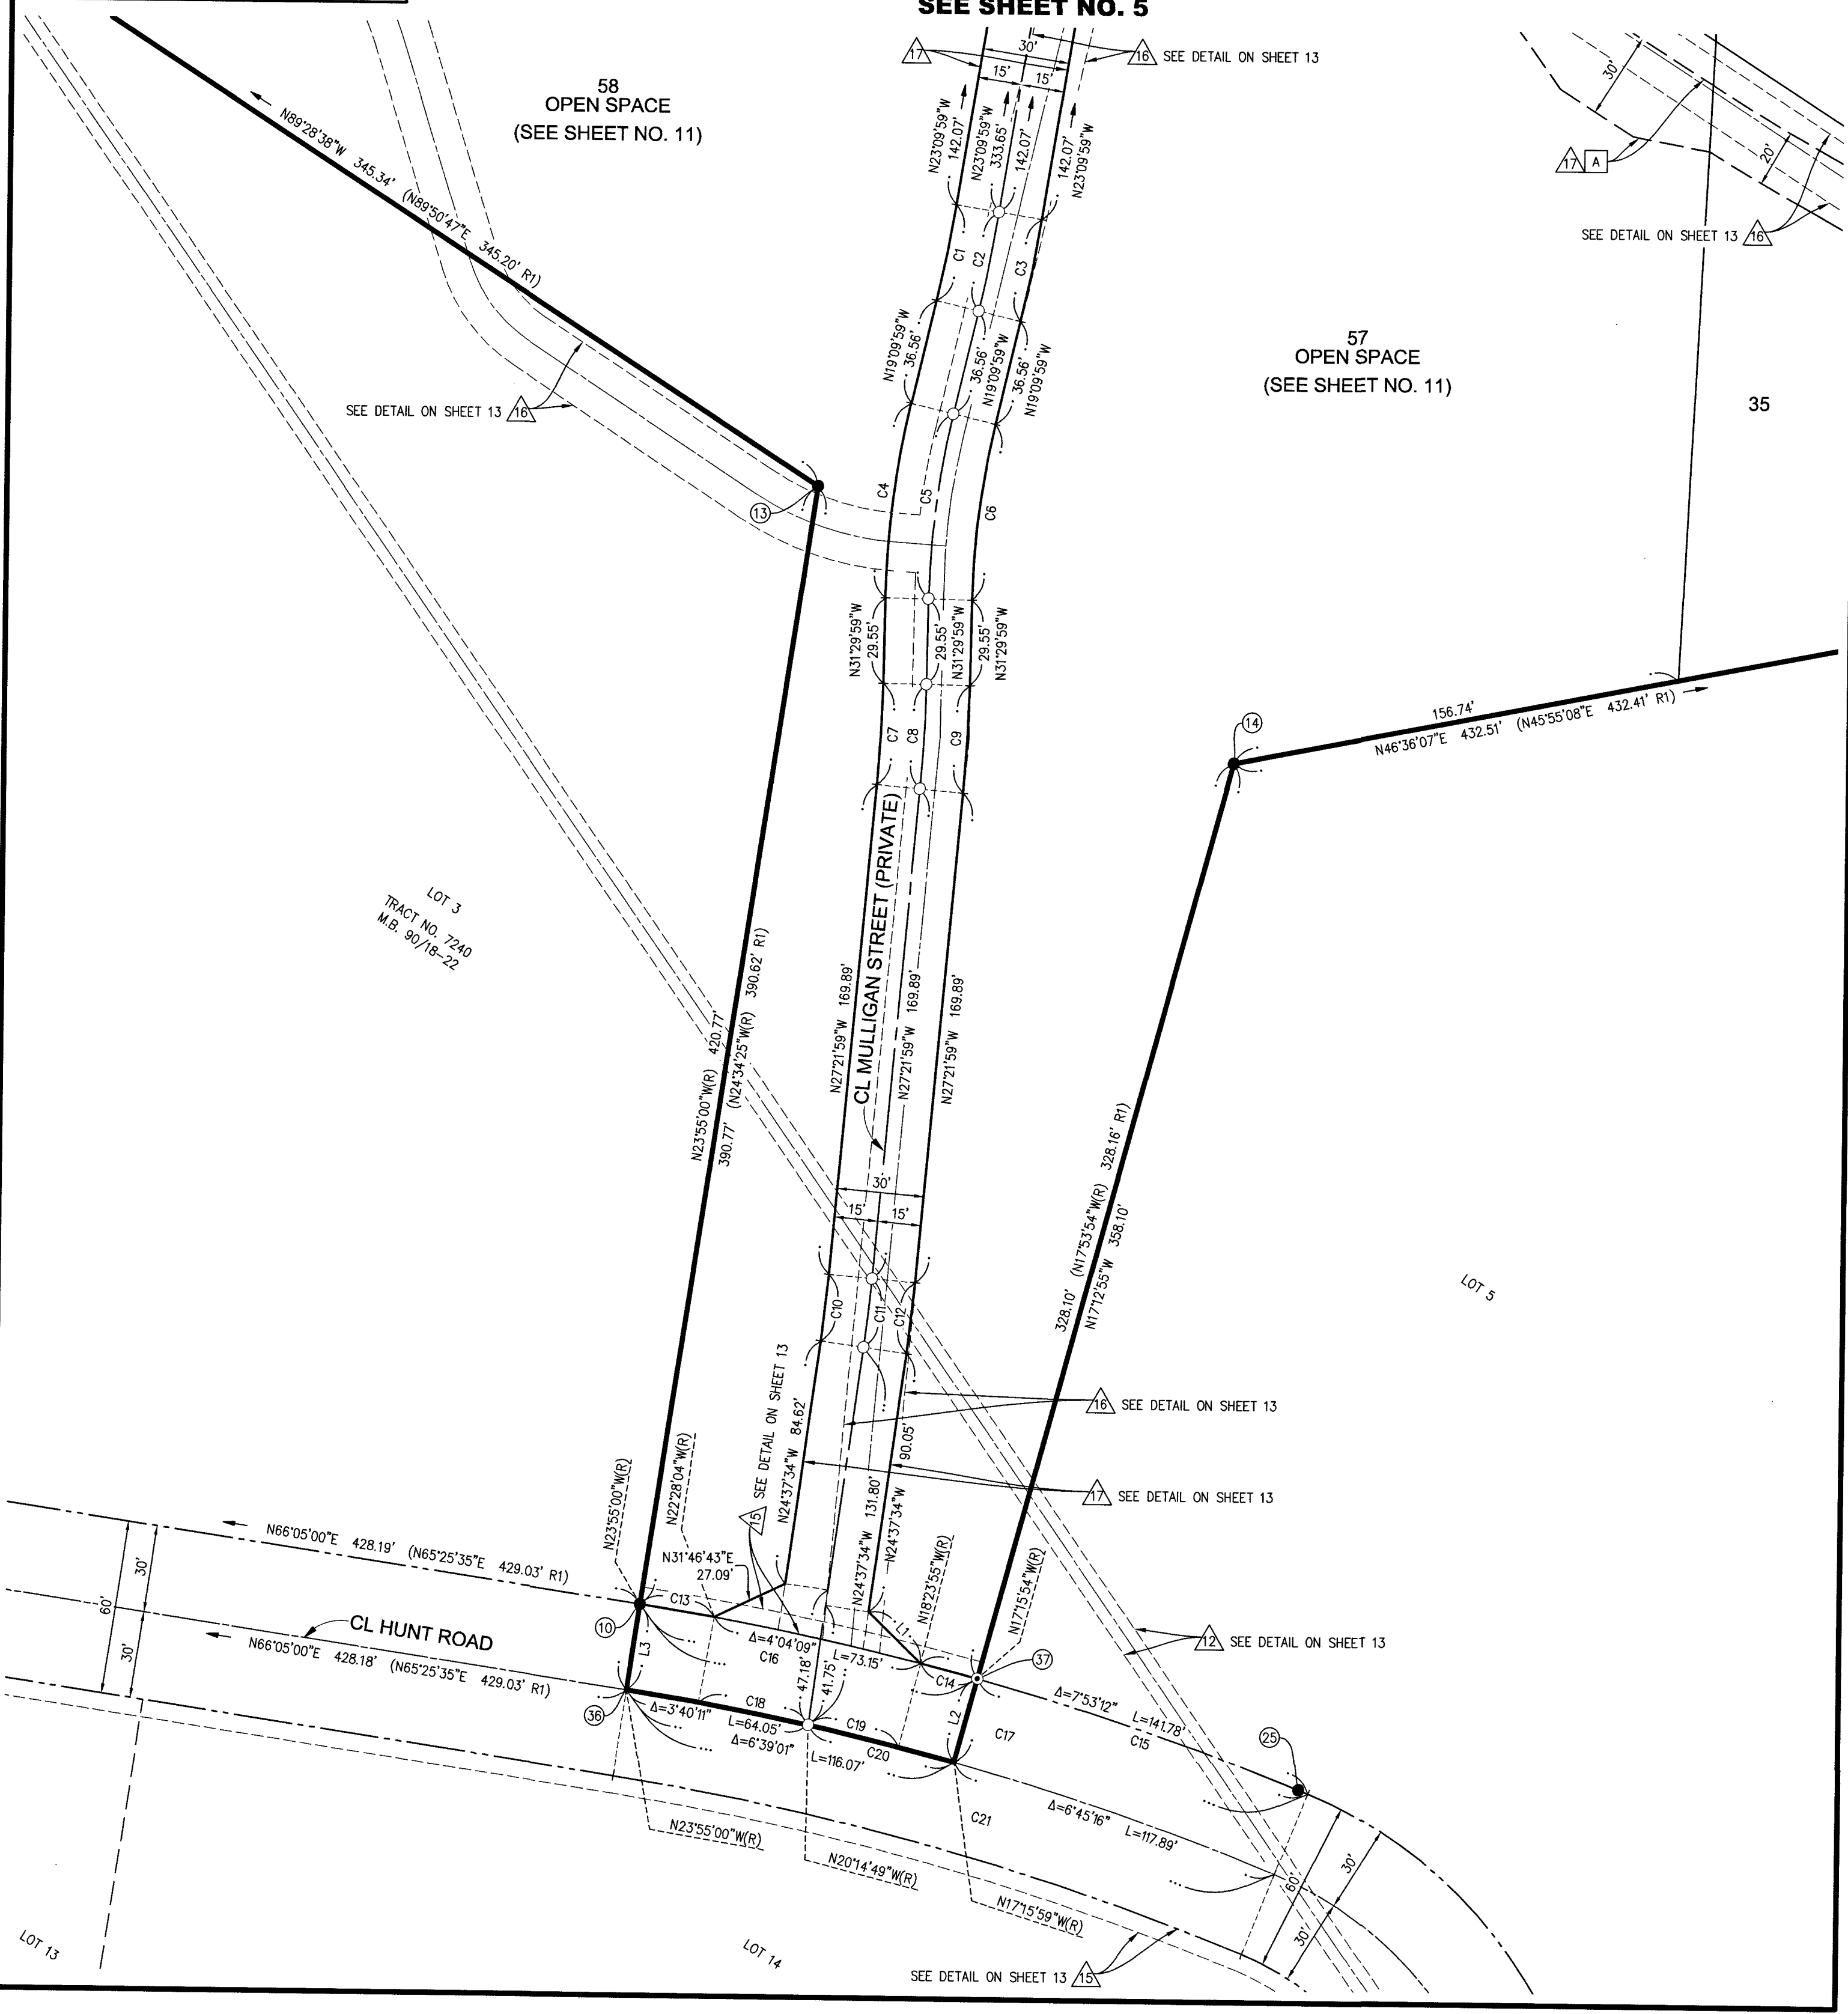 SEE SHEET NO. 5
58
OPEN SPACE
(SEE SHEET NO. 11)
17
30'
15'
15'
16
SEE DETAIL ON SHEET 13
30'
20'
17
A
SEE DETAIL ON SHEET 13
16
N89°28'38"W 345.34' (N89°50'47"E 345.20' R1)
N23°09'59"W
142.07'
N23°09'59"W
333.65'
142.07'
142.07'
N23°09'59"W
C1
C2
C3
57
OPEN SPACE
(SEE SHEET NO. 11)
35
N19°09'59"W
36.56'
36.56'
N19°09'59"W
36.56'
N19°09'59"W
SEE DETAIL ON SHEET 13
16
13
C4
C5
C6
N31°29'59"W
29.55'
29.55'
N31°29'59"W
29.55'
N31°29'59"W
C7
C8
C9
14
156.74'
N46°36'07"E 432.51' (N45°55'08"E 432.41' R1)
LOT 3
TRACT NO. 7240
M.B. 90/18-22
N23°55'00"W(R) 420.77'
390.77' (N24°34'25"W(R) 390.62' R1)
N27°21'59"W 169.89'
CL MULLIGAN STREET (PRIVATE)
N27°21'59"W 169.89'
N27°21'59"W 169.89'
328.10' (N17°53'54"W(R) 328.16' R1)
N17°12'55"W 358.10'
LOT 5
30'
15'
15'
C10
C11
C12
16
SEE DETAIL ON SHEET 13
17
SEE DETAIL ON SHEET 13
15
SEE DETAIL ON SHEET 13
N24°37'34"W 84.62'
90.05'
N24°37'34"W
N24°37'34"W 131.80'
N23°55'00"W(R)
N22°28'04"W(R)
N18°23'55"W(R)
N17°15'54"W(R)
N31°46'43"E
27.09'
N66°05'00"E 428.19' (N65°25'35"E 429.03' R1)
60'
30'
30'
CL HUNT ROAD
N66°05'00"E 428.18' (N65°25'35"E 429.03' R1)
10
C13
L3
Δ=4°04'09"
L=73.15'
C16
L1
C14
37
12
SEE DETAIL ON SHEET 13
47.18'
41.75'
36
Δ=3°40'11"
L=64.05'
C18
Δ=6°39'01"
L=116.07'
C19
C20
L2
C17
Δ=7°53'12"
L=141.78'
C15
25
Δ=6°45'16"
L=117.89'
C21
N23°55'00"W(R)
N20°14'49"W(R)
N17°15'59"W(R)
30'
60'
30'
LOT 13
LOT 14
SEE DETAIL ON SHEET 13
15